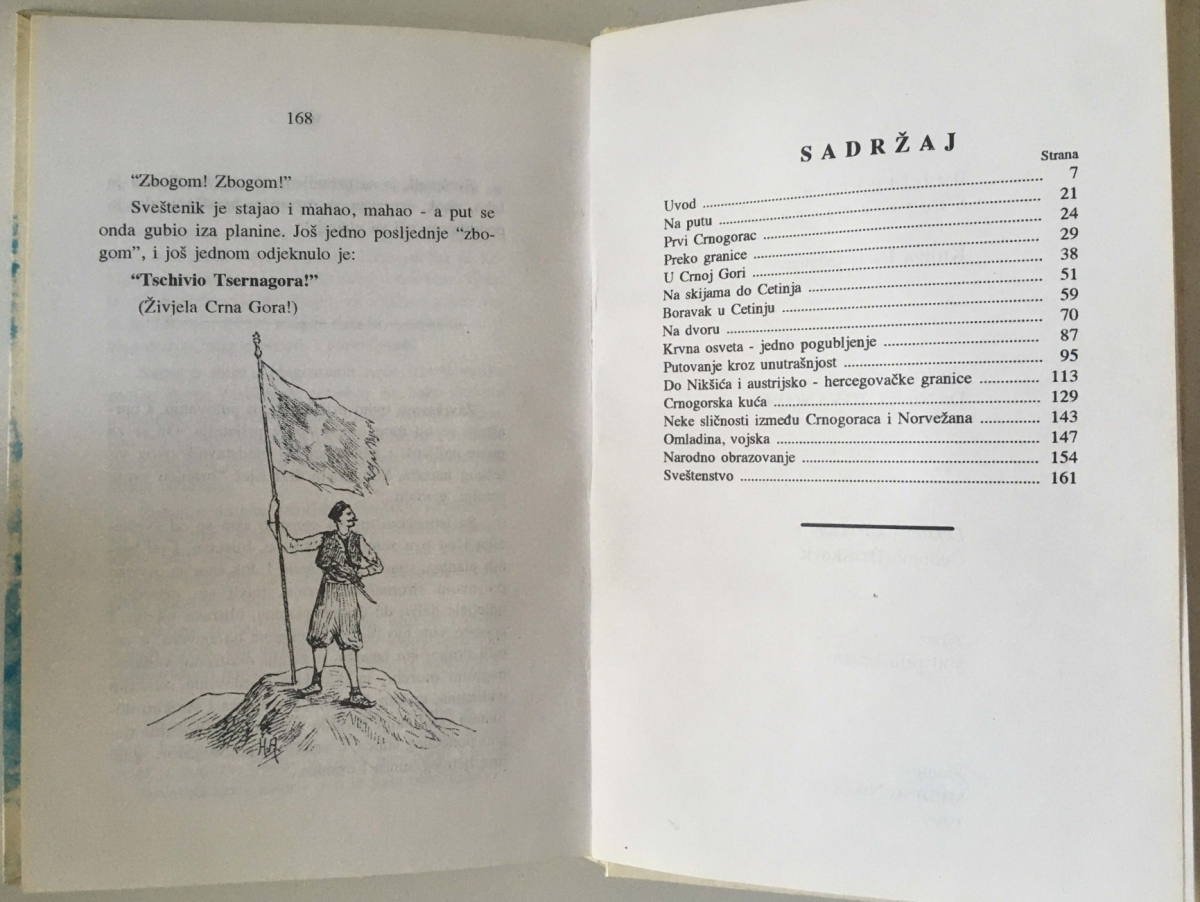 168
“Zbogom! Zbogom!”
Sveštenik je stajao i mahao, mahao - a put se
onda gubio iza planine. Još jedno posljednje “zbo-
gom”, i još jednom odjeknulo je:
“Tschivio Tsernagora!”
(Živjela Crna Gora!)
SADRŽAJ
Strana
Uvod ........ 7
Na putu ........ 21
Prvi Crnogorac ........ 24
Preko granice ........ 29
U Crnoj Gori ........ 38
Na skijama do Cetinja ........ 51
Boravak u Cetinju ........ 59
Na dvoru ........ 70
Krvna osveta - jedno pogubljenje ........ 87
Putovanje kroz unutrašnjost ........ 95
Do Nikšića i austrijsko - hercegovačke granice ........ 113
Crnogorska kuća ........ 129
Neke sličnosti između Crnogoraca i Norvežana ........ 143
Omladina, vojska ........ 147
Narodno obrazovanje ........ 154
Sveštenstvo ........ 161